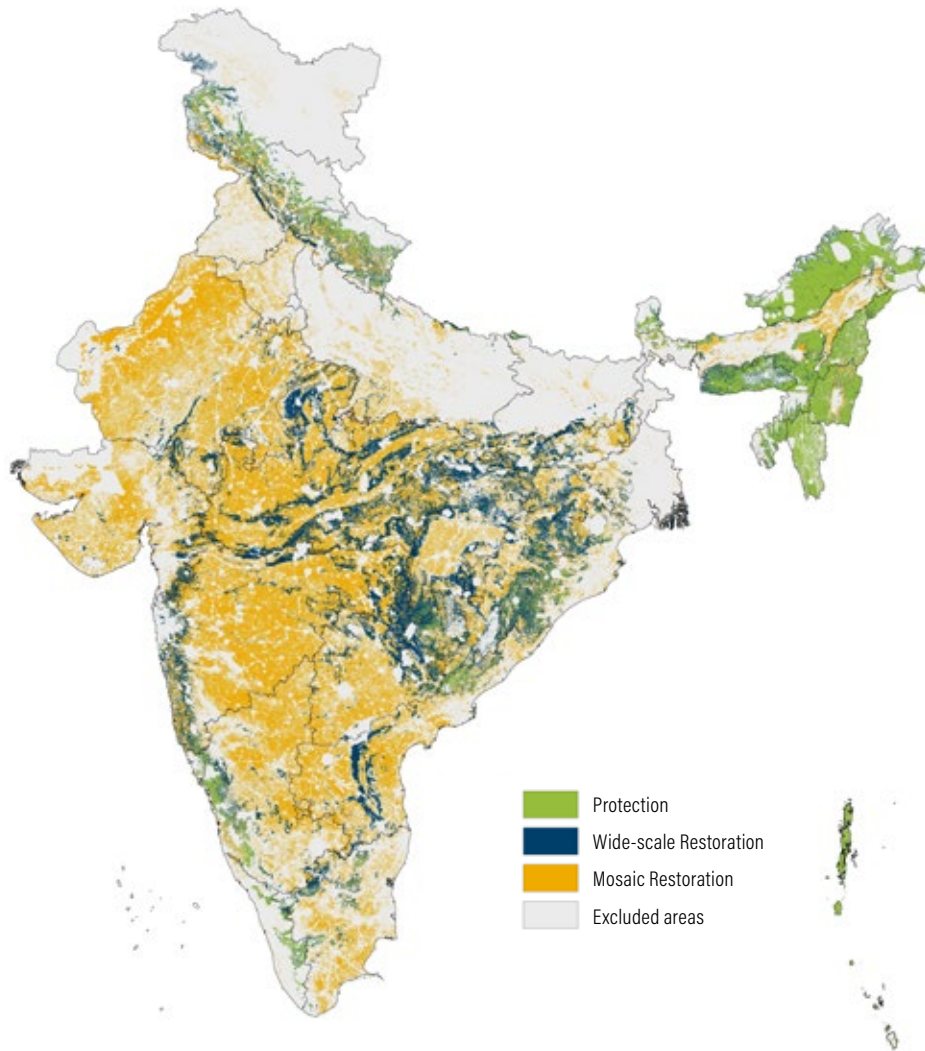 Protection
Wide-scale Restoration
Mosaic Restoration
Excluded areas